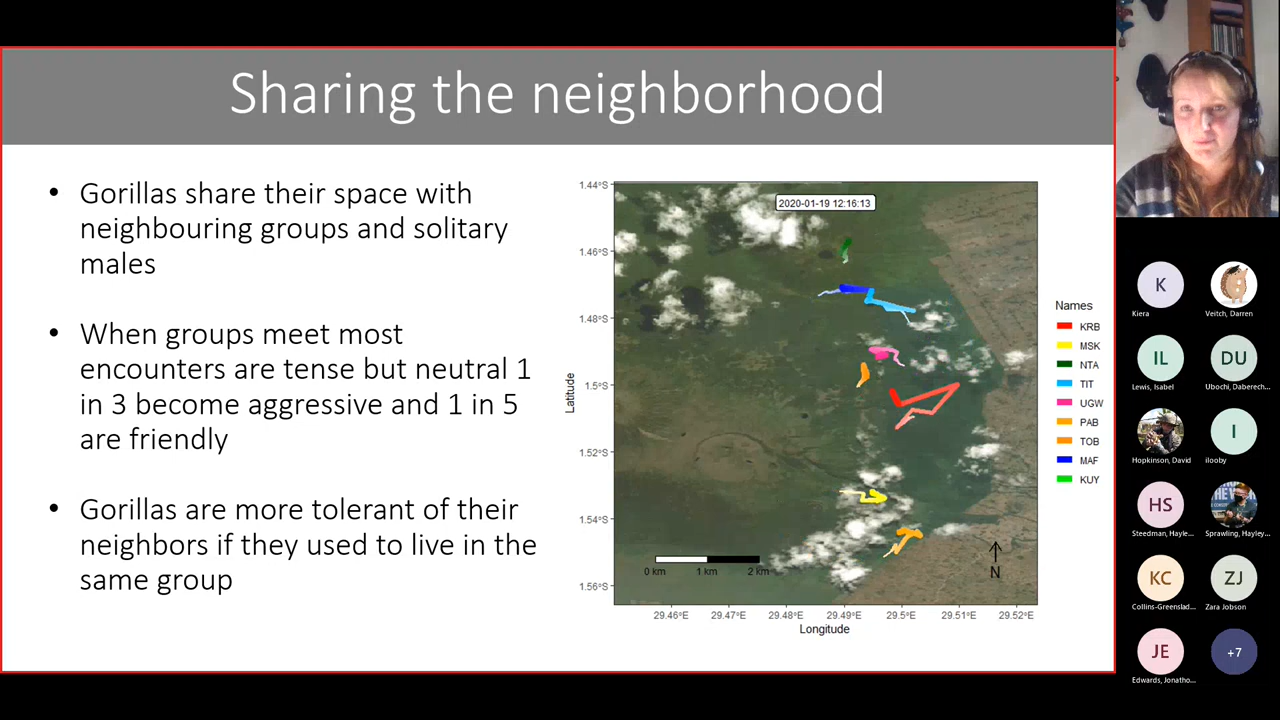 Sharing the neighborhood
• Gorillas share their space with
neighbouring groups and solitary
males
• When groups meet most
encounters are tense but neutral 1
in 3 become aggressive and 1 in 5
are friendly
• Gorillas are more tolerant of their
neighbors if they used to live in the
same group
2020-01-19 12:16:13
Latitude
1.44°S
1.46°S
1.48°S
1.5°S
1.52°S
1.54°S
1.56°S
0 km 1 km 2 km
N
29.46°E 29.47°E 29.48°E 29.49°E 29.5°E 29.51°E 29.52°E
Longitude
Names
KRB
MSK
NTA
TIT
UGW
PAB
TOB
MAF
KUY
K
Kiera
Veitch, Darren
IL DU
Lewis, Isabel Ubochi, Daberech...
I
Hopkinson, David ilooby
HS
Steedman, Hayle... Sprawling, Hayley...
KC ZJ
Collins-Greenslad... Zara Jobson
JE +7
Edwards, Jonatho...